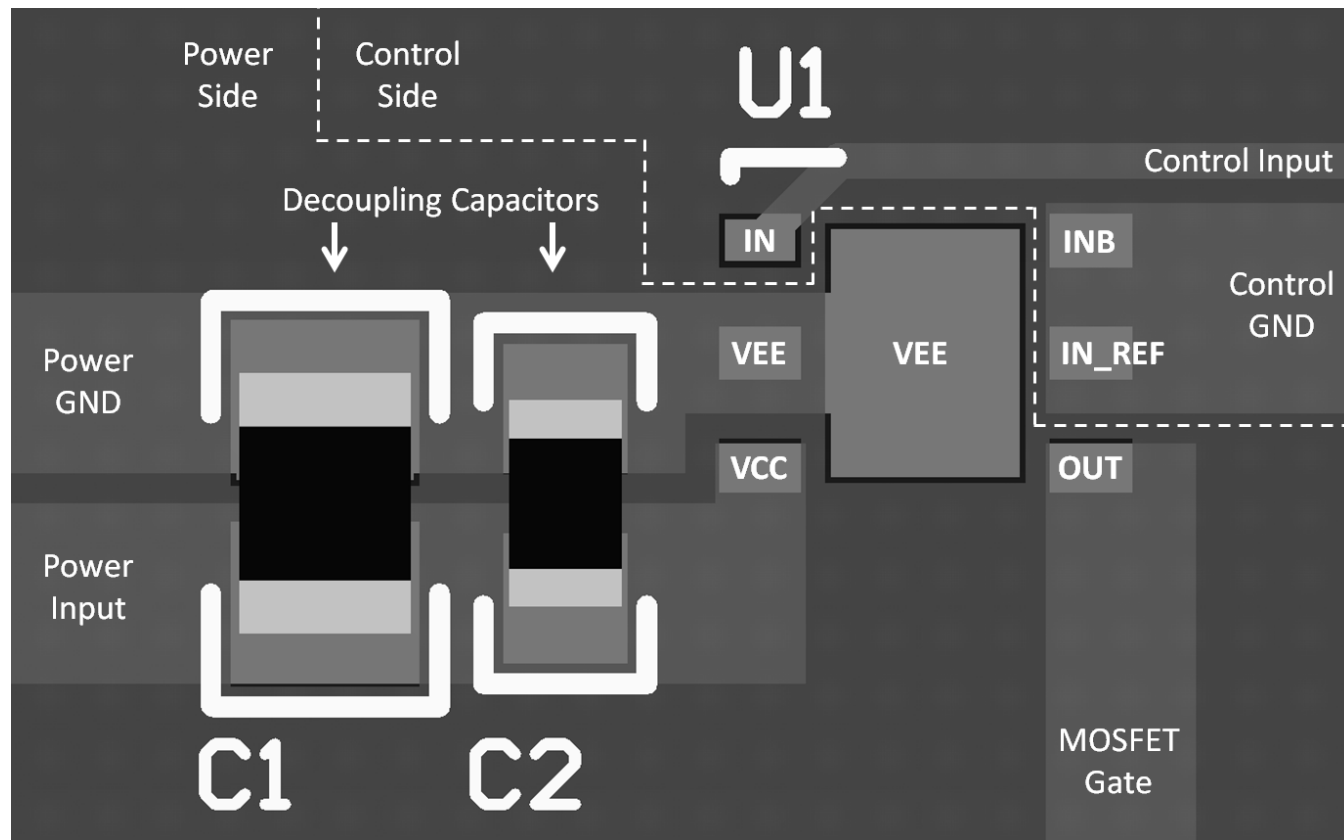 Power
Side
Control
Side
U1
Control Input
Decoupling Capacitors
IN
INB
Control
GND
Power
GND
VEE
VEE
IN_REF
VCC
OUT
Power
Input
MOSFET
Gate
C1
C2